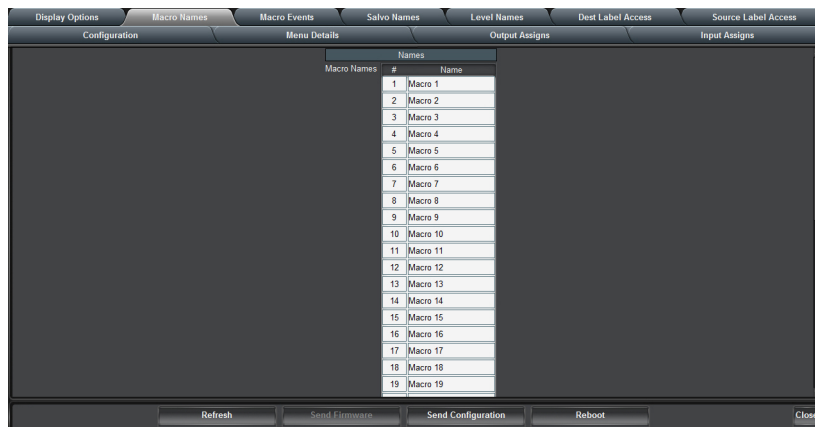 Display Options Macro Names Macro Events Salvo Names Level Names Dest Label Access Source Label Access
Configuration Menu Details Output Assigns Input Assigns
Names
Macro Names # Name
1 Macro 1
2 Macro 2
3 Macro 3
4 Macro 4
5 Macro 5
6 Macro 6
7 Macro 7
8 Macro 8
9 Macro 9
10 Macro 10
11 Macro 11
12 Macro 12
13 Macro 13
14 Macro 14
15 Macro 15
16 Macro 16
17 Macro 17
18 Macro 18
19 Macro 19
Refresh Send Firmware Send Configuration Reboot Close